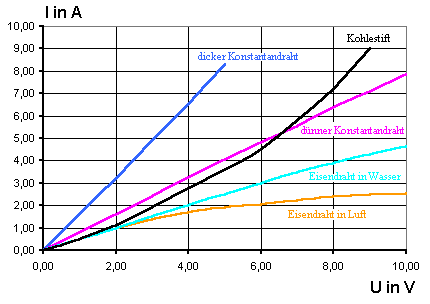 I in A
10,00
9,00
8,00
7,00
6,00
5,00
4,00
3,00
2,00
1,00
0,00
Kohlestift
dicker Konstantandraht
dünner Konstantandraht
Eisendraht in Wasser
Eisendraht in Luft
0,00 2,00 4,00 6,00 8,00 10,00
U in V